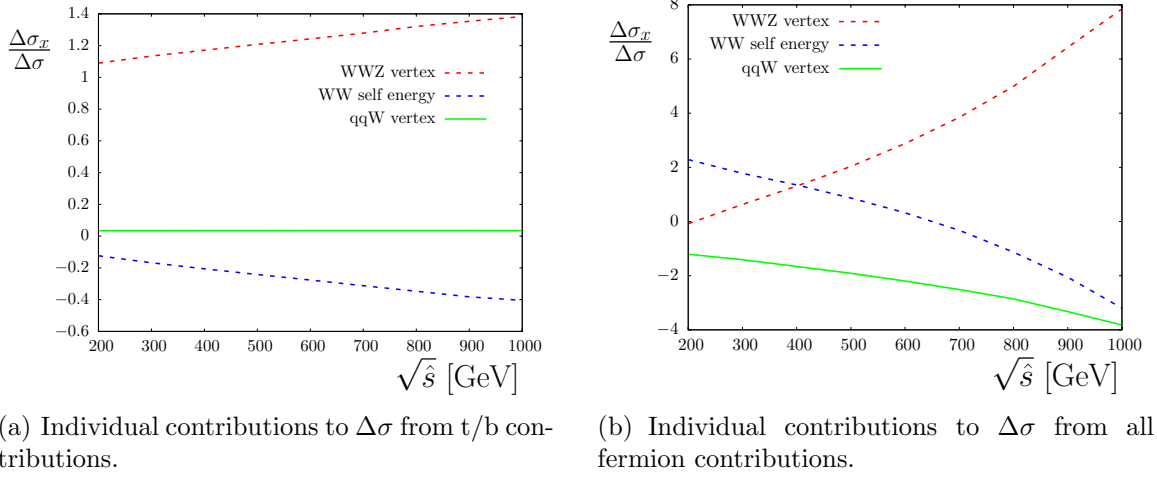 Δσx
Δσ
1.4
1.2
1
0.8
0.6
0.4
0.2
0
−0.2
−0.4
−0.6
WWZ vertex
WW self energy
qqW vertex
200 300 400 500 600 700 800 900 1000
√ŝ [GeV]
(a) Individual contributions to Δσ from t/b con-
tributions.
Δσx
Δσ
8
6
4
2
0
−2
−4
WWZ vertex
WW self energy
qqW vertex
200 300 400 500 600 700 800 900 1000
√ŝ [GeV]
(b) Individual contributions to Δσ from all
fermion contributions.